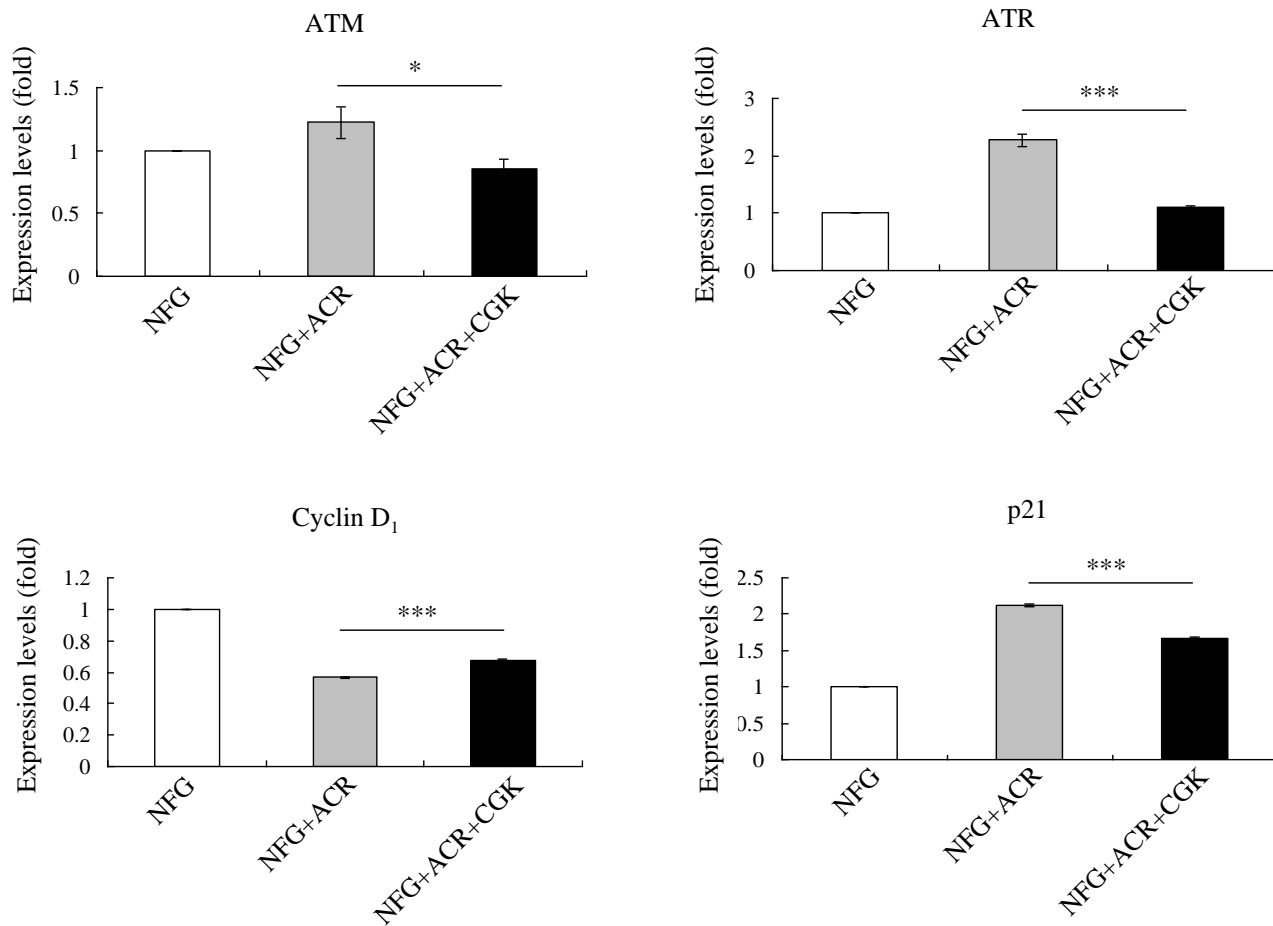 ATM
Expression levels (fold)
1.5
1
0.5
0
*
NFG
NFG+ACR
NFG+ACR+CGK
ATR
Expression levels (fold)
3
2
1
0
***
NFG
NFG+ACR
NFG+ACR+CGK
Cyclin D₁
Expression levels (fold)
1.2
1
0.8
0.6
0.4
0.2
0
***
NFG
NFG+ACR
NFG+ACR+CGK
p21
Expression levels (fold)
2.5
2
1.5
1
0.5
0
***
NFG
NFG+ACR
NFG+ACR+CGK